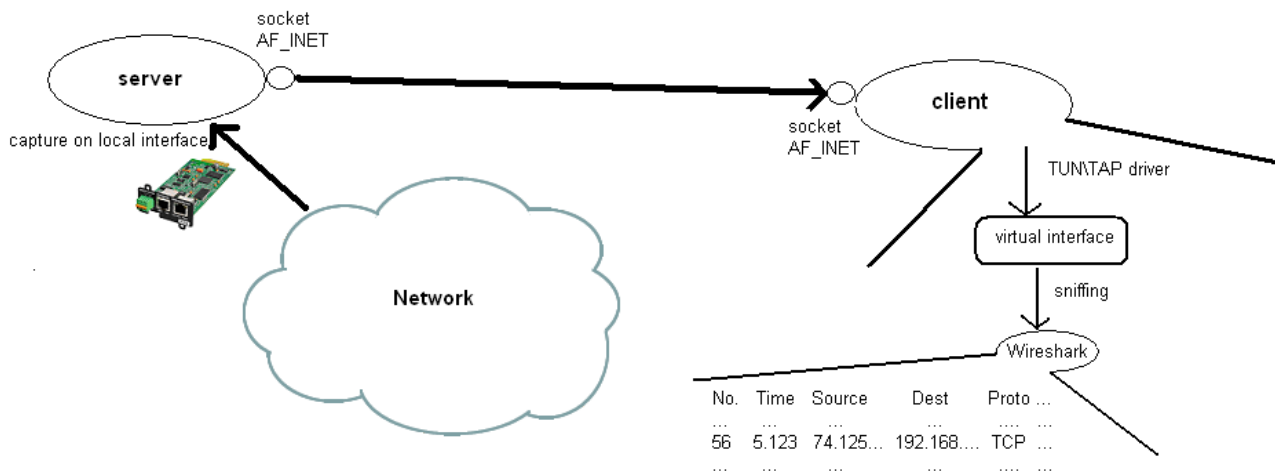 socket
AF_INET
server
capture on local interface
Network
client
socket
AF_INET
TUN\TAP driver
virtual interface
sniffing
Wireshark
No. Time Source Dest Proto ...
... ... ... ... .... ...
56 5.123 74.125... 192.168.... TCP ...
... ... ... ... .... ...